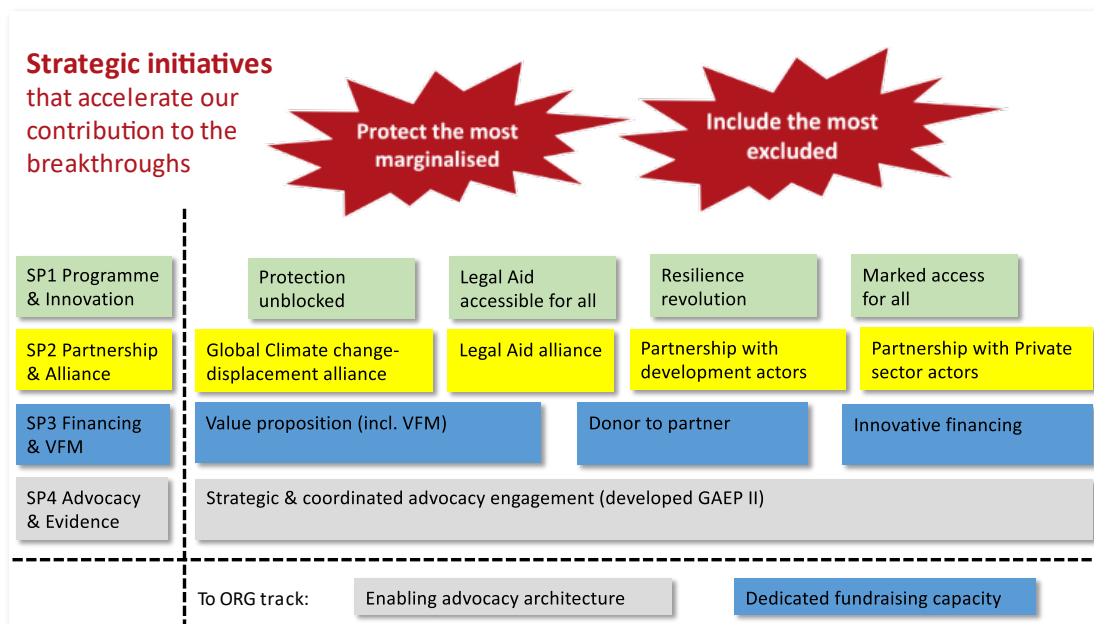 Strategic initiatives
that accelerate our
contribution to the
breakthroughs
Protect the most
marginalised
Include the most
excluded
SP1 Programme
& Innovation
Protection
unblocked
Legal Aid
accessible for all
Resilience
revolution
Marked access
for all
SP2 Partnership
& Alliance
Global Climate change-
displacement alliance
Legal Aid alliance
Partnership with
development actors
Partnership with Private
sector actors
SP3 Financing
& VFM
Value proposition (incl. VFM)
Donor to partner
Innovative financing
SP4 Advocacy
& Evidence
Strategic & coordinated advocacy engagement (developed GAEP II)
To ORG track:
Enabling advocacy architecture
Dedicated fundraising capacity